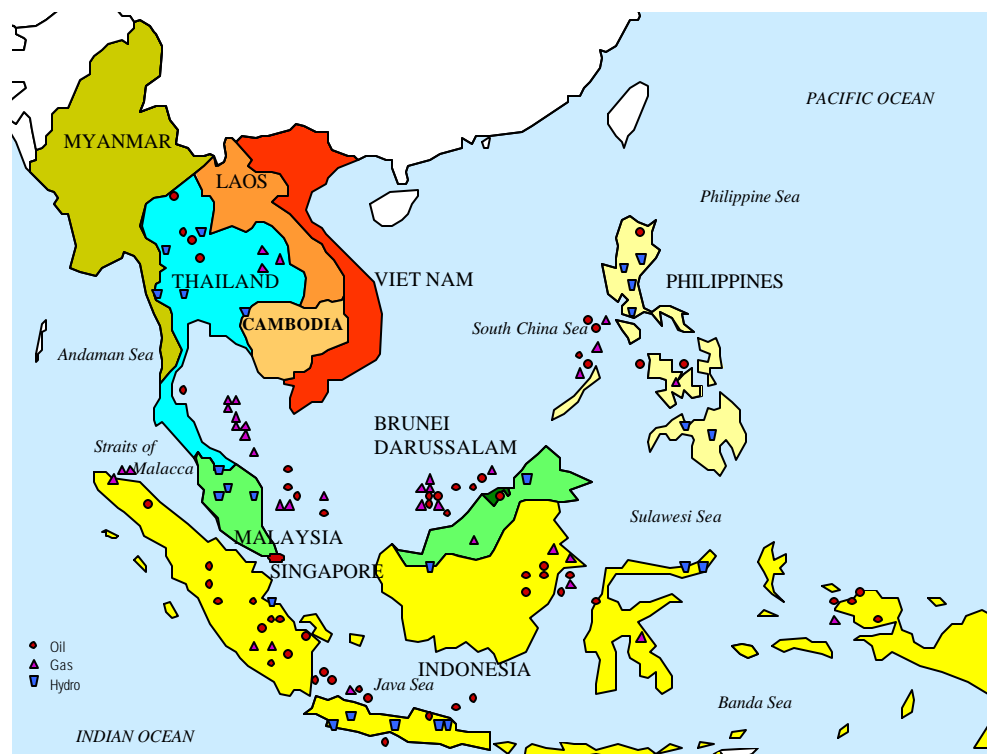 PACIFIC OCEAN
MYANMAR
LAOS
Philippine Sea
THAILAND
VIET NAM
PHILIPPINES
CAMBODIA
South China Sea
Andaman Sea
BRUNEI
DARUSSALAM
Straits of
Malacca
Sulawesi Sea
MALAYSIA
SINGAPORE
Oil
Gas
Hydro
INDONESIA
Java Sea
Banda Sea
INDIAN OCEAN